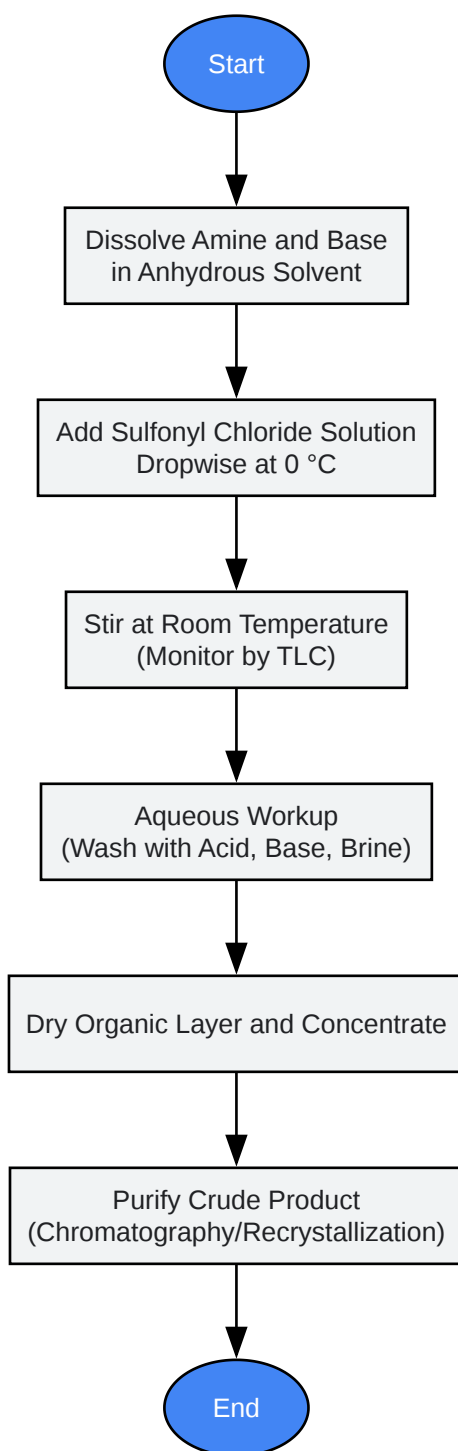 Start
Dissolve Amine and Base
in Anhydrous Solvent
Add Sulfonyl Chloride Solution
Dropwise at 0 °C
Stir at Room Temperature
(Monitor by TLC)
Aqueous Workup
(Wash with Acid, Base, Brine)
Dry Organic Layer and Concentrate
Purify Crude Product
(Chromatography/Recrystallization)
End